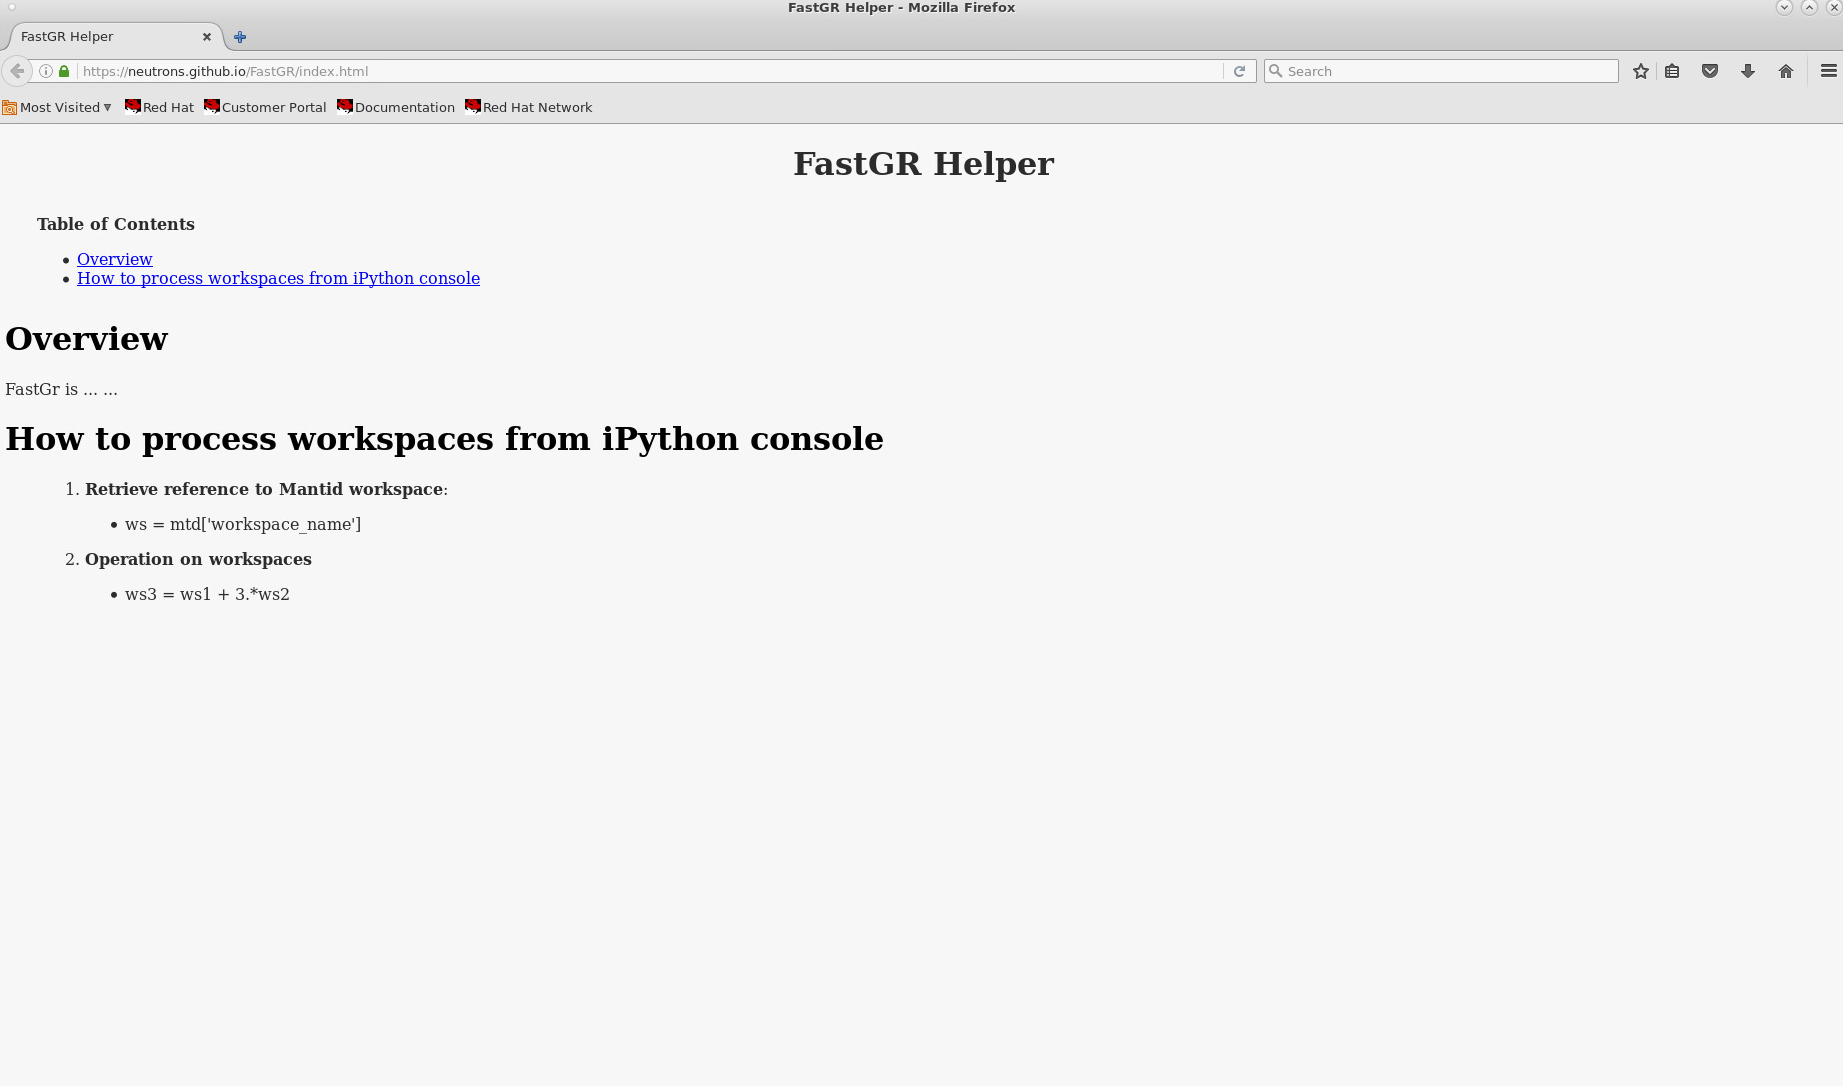 FastGR Helper - Mozilla Firefox
FastGR Helper
https://neutrons.github.io/FastGR/index.html
Search
Most Visited
Red Hat
Customer Portal
Documentation
Red Hat Network
FastGR Helper
Table of Contents
Overview
How to process workspaces from iPython console
Overview
FastGr is ... ...
How to process workspaces from iPython console
1. Retrieve reference to Mantid workspace:
ws = mtd['workspace_name']
2. Operation on workspaces
ws3 = ws1 + 3.*ws2